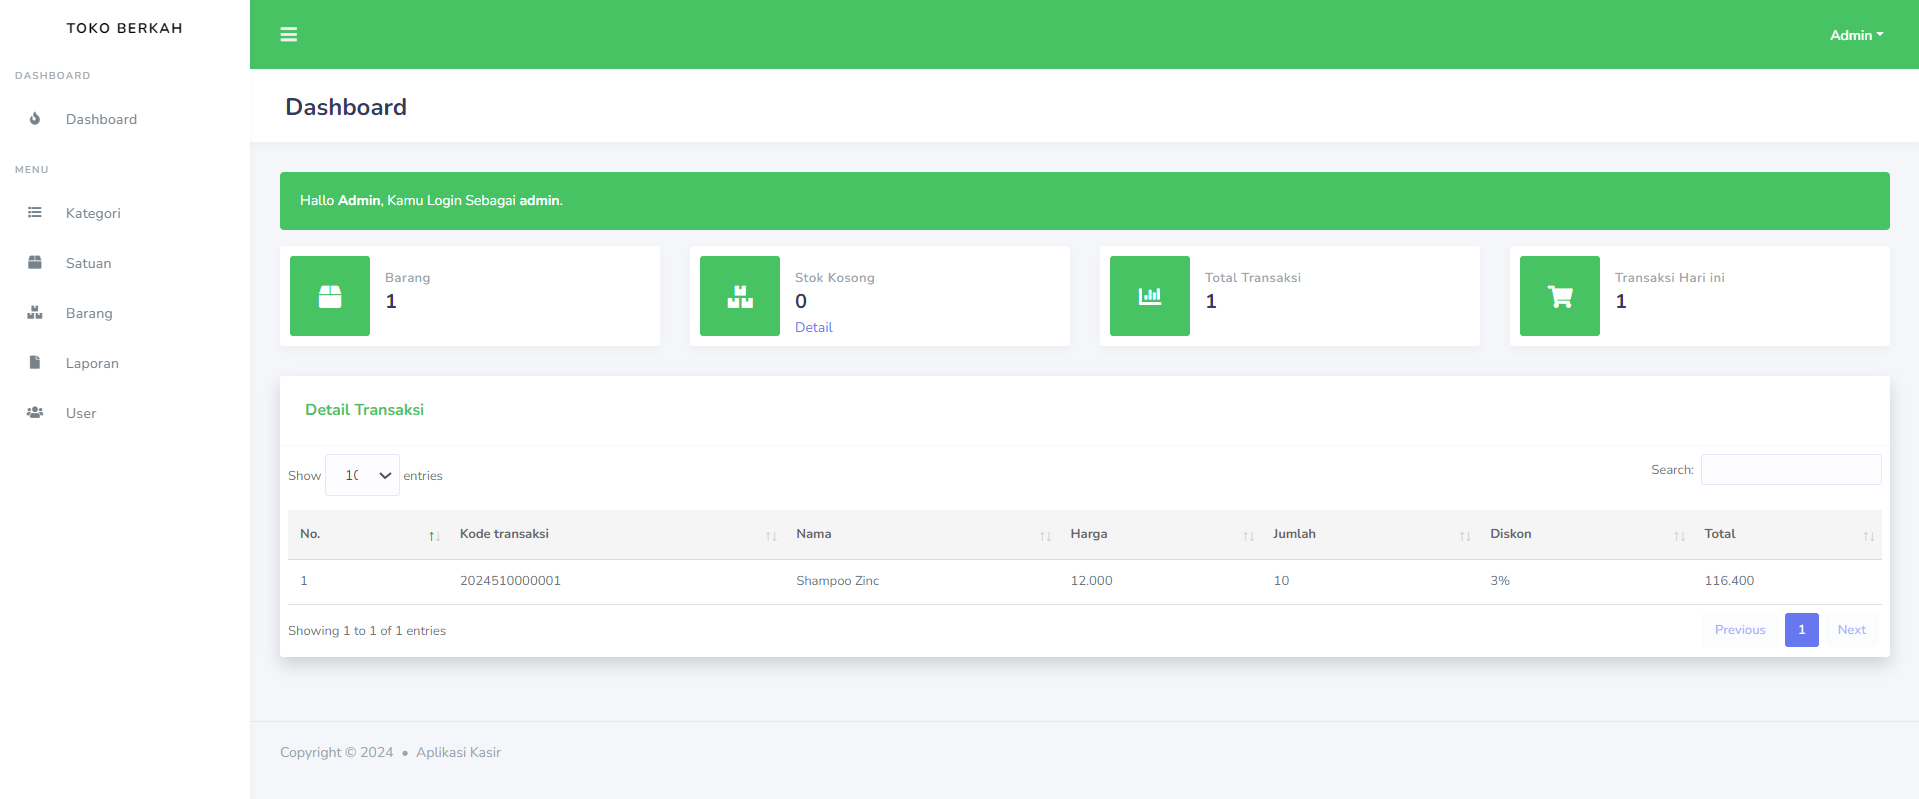 TOKO BERKAH
DASHBOARD
Dashboard
MENU
Kategori
Satuan
Barang
Laporan
User
Admin
Dashboard
Hallo Admin, Kamu Login Sebagai admin.
Barang
1
Stok Kosong
0
Detail
Total Transaksi
1
Transaksi Hari ini
1
Detail Transaksi
Show 10 entries
Search:
No. Kode transaksi Nama Harga Jumlah Diskon Total
1 2024510000001 Shampoo Zinc 12.000 10 3% 116.400
Showing 1 to 1 of 1 entries
Previous 1 Next
Copyright © 2024 • Aplikasi Kasir